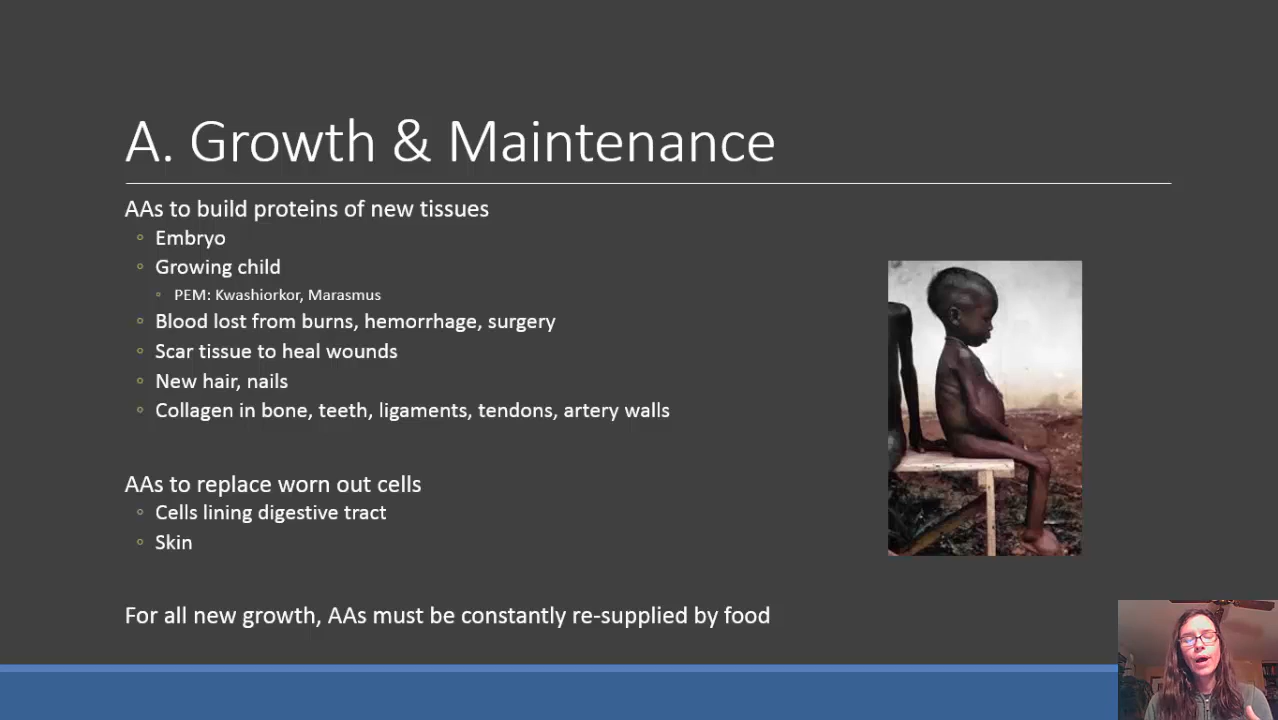 A. Growth & Maintenance
AAs to build proteins of new tissues
Embryo
Growing child
PEM: Kwashiorkor, Marasmus
Blood lost from burns, hemorrhage, surgery
Scar tissue to heal wounds
New hair, nails
Collagen in bone, teeth, ligaments, tendons, artery walls
AAs to replace worn out cells
Cells lining digestive tract
Skin
For all new growth, AAs must be constantly re-supplied by food